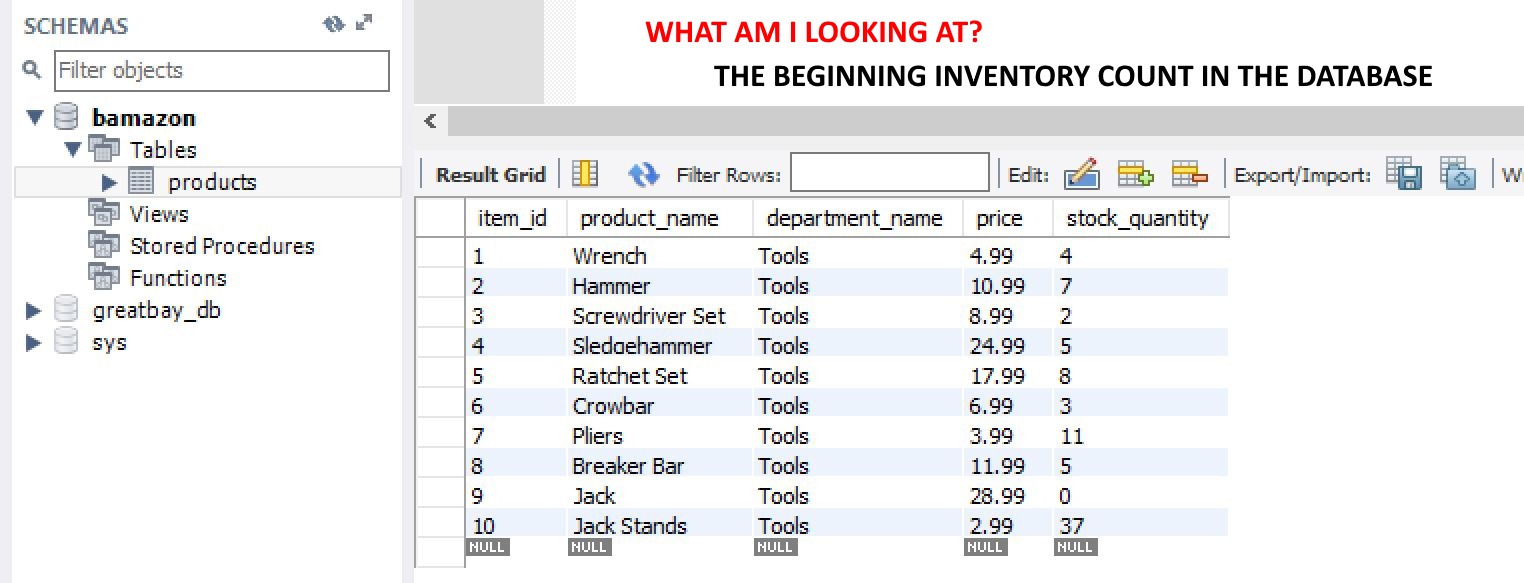 SCHEMAS
Filter objects
bamazon
Tables
products
Views
Stored Procedures
Functions
greatbay_db
sys
WHAT AM I LOOKING AT?
THE BEGINNING INVENTORY COUNT IN THE DATABASE
Result Grid Filter Rows: Edit: Export/Import:
item_id product_name department_name price stock_quantity
1 Wrench Tools 4.99 4
2 Hammer Tools 10.99 7
3 Screwdriver Set Tools 8.99 2
4 Sledgehammer Tools 24.99 5
5 Ratchet Set Tools 17.99 8
6 Crowbar Tools 6.99 3
7 Pliers Tools 3.99 11
8 Breaker Bar Tools 11.99 5
9 Jack Tools 28.99 0
10 Jack Stands Tools 2.99 37
NULL NULL NULL NULL NULL